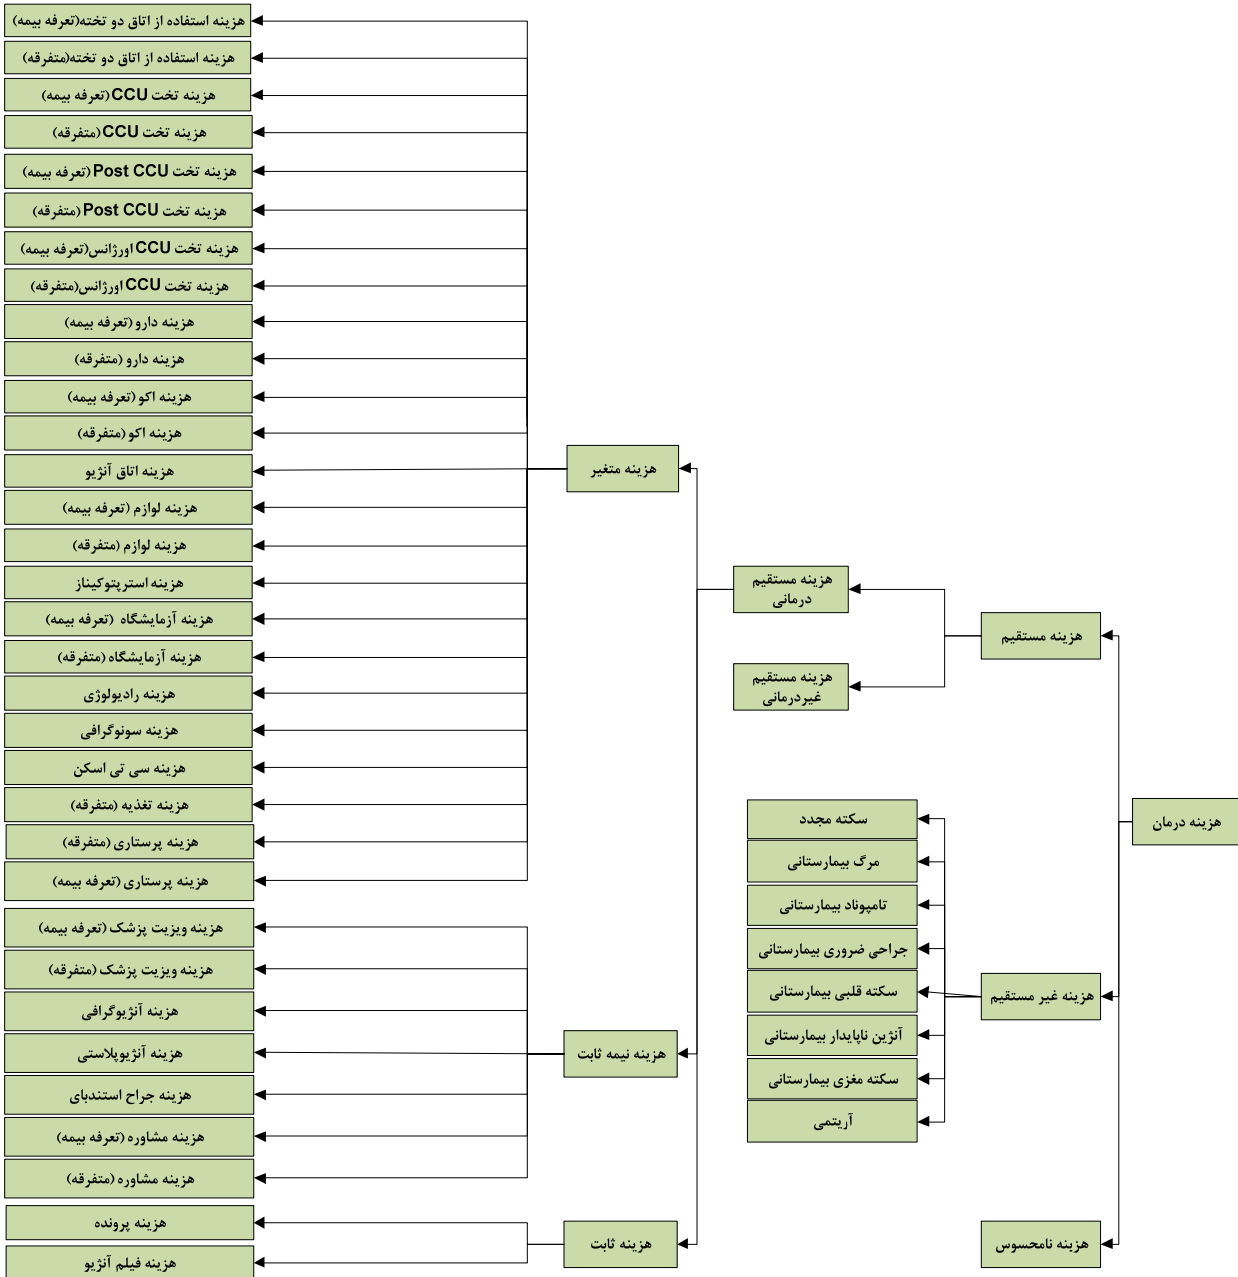 هزینه درمان
هزینه مستقیم
هزینه غیر مستقیم
هزینه نامحسوس
هزینه مستقیم
درمانی
هزینه مستقیم
غیردرمانی
سکته مجدد
مرگ بیمارستانی
تامپوناد بیمارستانی
جراحی ضروری بیمارستانی
سکته قلبی بیمارستانی
آنژین ناپایدار بیمارستانی
سکته مغزی بیمارستانی
آریتمی
هزینه متغیر
هزینه نیمه ثابت
هزینه ثابت
هزینه استفاده از اتاق دو تخته(تعرفه بیمه)
هزینه استفاده از اتاق دو تخته(متفرقه)
هزینه تخت CCU(تعرفه بیمه)
هزینه تخت CCU(متفرقه)
هزینه تخت Post CCU(تعرفه بیمه)
هزینه تخت Post CCU(متفرقه)
هزینه تخت CCU اورژانس(تعرفه بیمه)
هزینه تخت CCU اورژانس(متفرقه)
هزینه دارو (تعرفه بیمه)
هزینه دارو (متفرقه)
هزینه اکو (تعرفه بیمه)
هزینه اکو (متفرقه)
هزینه اتاق آنژیو
هزینه لوازم (تعرفه بیمه)
هزینه لوازم (متفرقه)
هزینه استرپتوکیناز
هزینه آزمایشگاه (تعرفه بیمه)
هزینه آزمایشگاه (متفرقه)
هزینه رادیولوژی
هزینه سونوگرافی
هزینه سی تی اسکن
هزینه تغذیه (متفرقه)
هزینه پرستاری (متفرقه)
هزینه پرستاری (تعرفه بیمه)
هزینه ویزیت پزشک (تعرفه بیمه)
هزینه ویزیت پزشک (متفرقه)
هزینه آنژیوگرافی
هزینه آنژیوپلاستی
هزینه جراح استندبای
هزینه مشاوره (تعرفه بیمه)
هزینه مشاوره (متفرقه)
هزینه پرونده
هزینه فیلم آنژیو